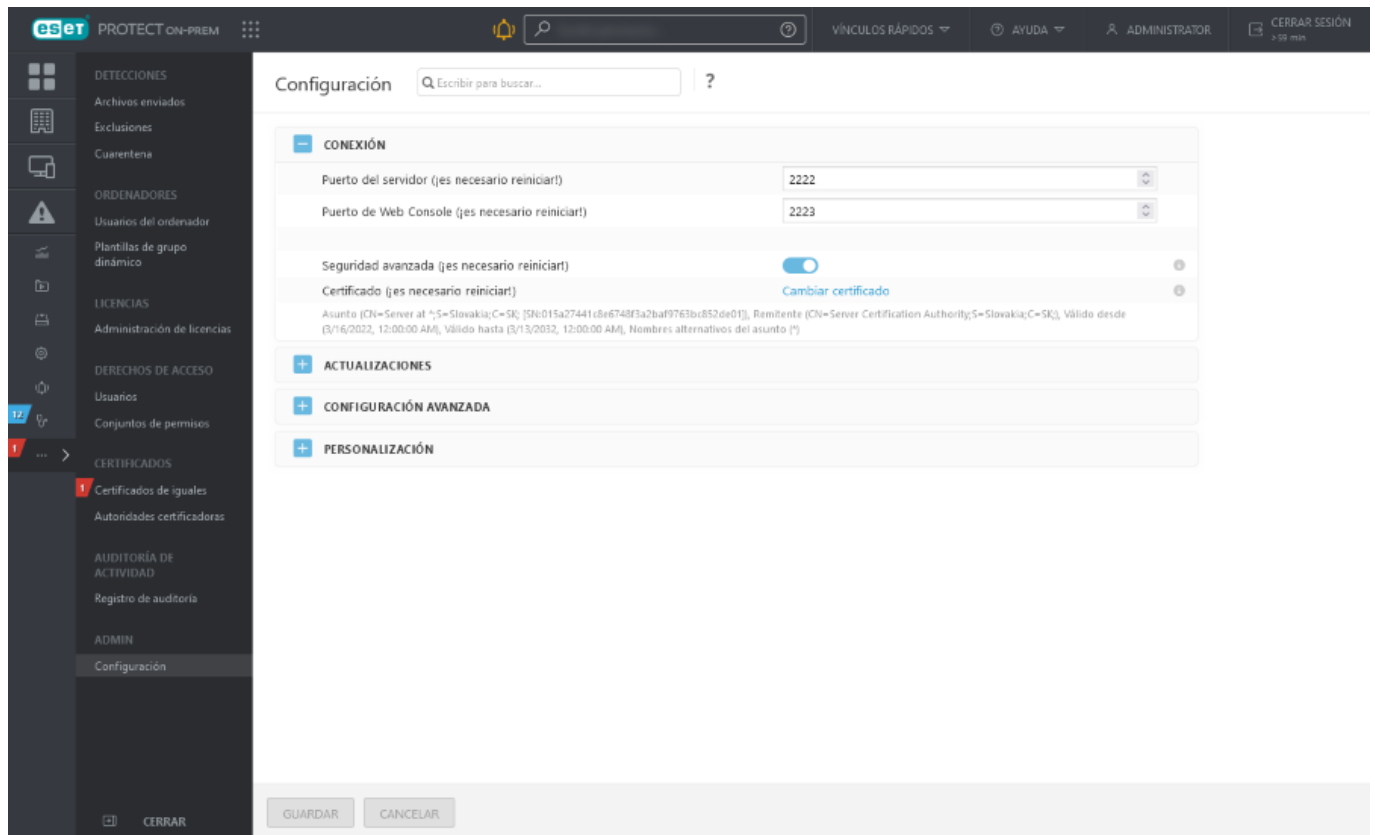 eset PROTECT ON-PREM
VÍNCULOS RÁPIDOS
AYUDA
ADMINISTRATOR
CERRAR SESIÓN
>59 min
DETECCIONES
Archivos enviados
Exclusiones
Cuarentena
ORDENADORES
Usuarios del ordenador
Plantillas de grupo
dinámico
LICENCIAS
Administración de licencias
DERECHOS DE ACCESO
Usuarios
Conjuntos de permisos
CERTIFICADOS
Certificados de iguales
Autoridades certificadoras
AUDITORÍA DE
ACTIVIDAD
Registro de auditoría
ADMIN
Configuración
CERRAR
12
1
1
Configuración
Escribir para buscar...
?
CONEXIÓN
Puerto del servidor (¡es necesario reiniciar!) 2222
Puerto de Web Console (¡es necesario reiniciar!) 2223
Seguridad avanzada (¡es necesario reiniciar!)
Certificado (¡es necesario reiniciar!) Cambiar certificado
Asunto (CN=Server at *;S=Slovakia;C=SK; [SN:015a27441c8e6748f3a2baf9763bc852de01]), Remitente (CN=Server Certification Authority;S=Slovakia;C=SK;), Válido desde
(3/16/2022, 12:00:00 AM), Válido hasta (3/13/2032, 12:00:00 AM), Nombres alternativos del asunto (*)
ACTUALIZACIONES
CONFIGURACIÓN AVANZADA
PERSONALIZACIÓN
GUARDAR
CANCELAR